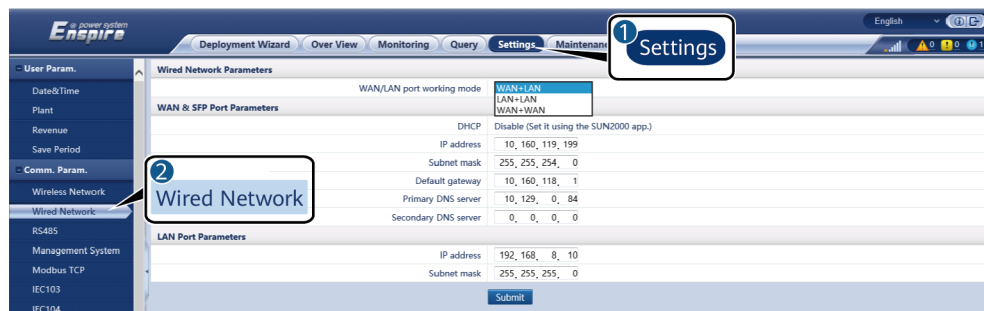 power system
Enspire
English
Deployment Wizard Over View Monitoring Query Settings Maintenanc
1
Settings
0 0 1
User Param.
Date&Time
Plant
Revenue
Save Period
Comm. Param.
Wireless Network
Wired Network
RS485
Management System
Modbus TCP
IEC103
IEC104
2
Wired Network
Wired Network Parameters
WAN/LAN port working mode WAN+LAN
LAN+LAN
WAN+WAN
WAN & SFP Port Parameters
DHCP Disable (Set it using the SUN2000 app.)
IP address 10. 160. 119. 199
Subnet mask 255. 255. 254. 0
Default gateway 10. 160. 118. 1
Primary DNS server 10. 129. 0. 84
Secondary DNS server 0. 0. 0. 0
LAN Port Parameters
IP address 192. 168. 8. 10
Subnet mask 255. 255. 255. 0
Submit